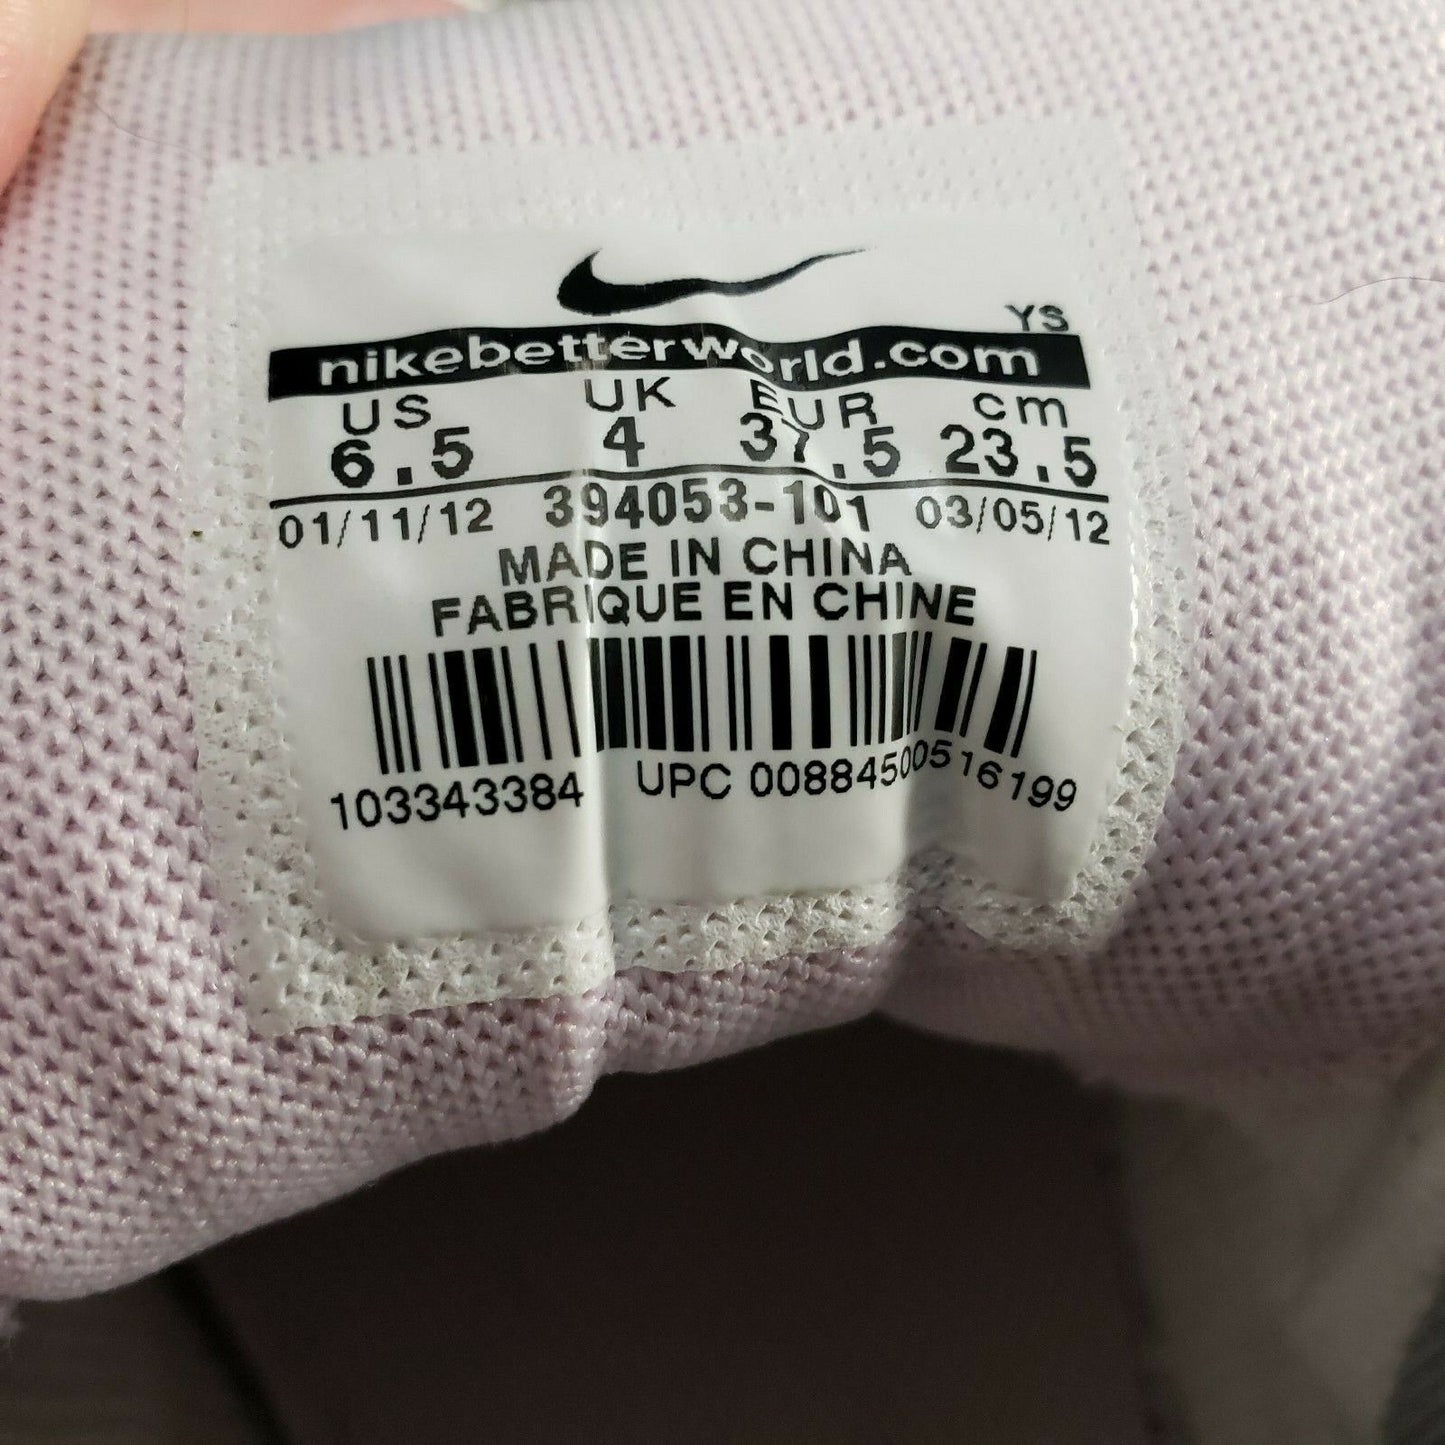 YS
nikebetterworld.com
US UK EUR cm
6.5 4 37.5 23.5
01/11/12 394053-101 03/05/12
MADE IN CHINA
FABRIQUE EN CHINE
103343384 UPC 00884500516199